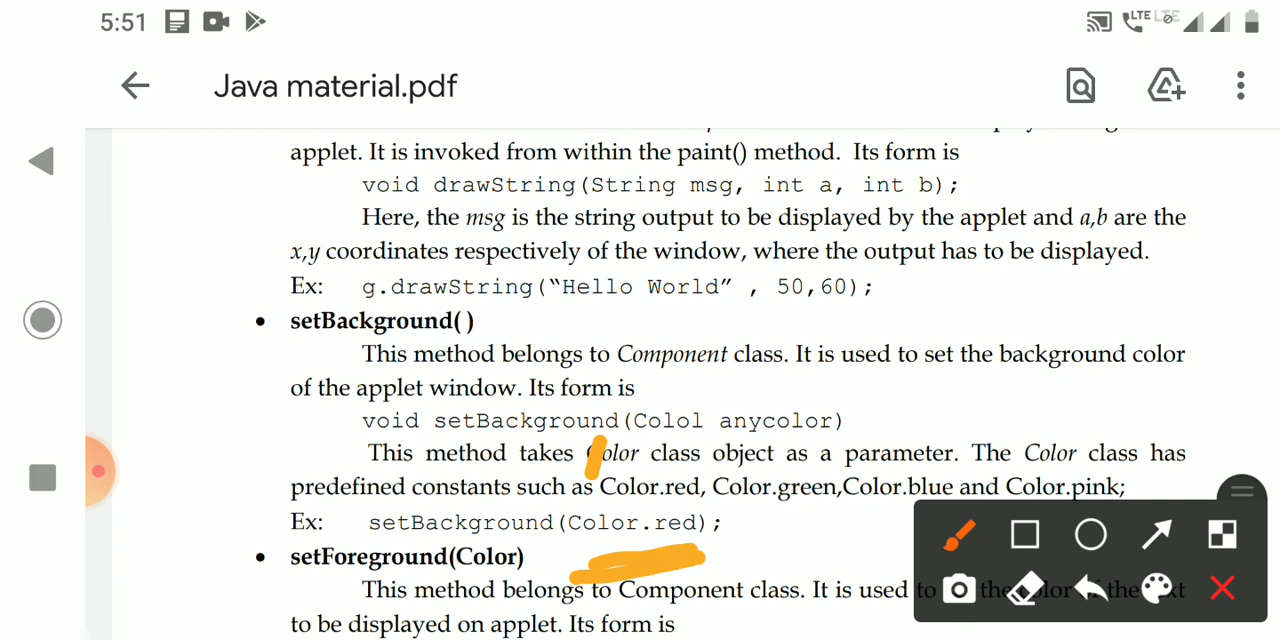 5:51
LTE LTE
Java material.pdf
applet. It is invoked from within the paint() method. Its form is
void drawString(String msg, int a, int b);
Here, the msg is the string output to be displayed by the applet and a,b are the
x,y coordinates respectively of the window, where the output has to be displayed.
Ex: g.drawString(“Hello World” , 50,60);
• setBackground( )
This method belongs to Component class. It is used to set the background color
of the applet window. Its form is
void setBackground(Colol anycolor)
This method takes Color class object as a parameter. The Color class has
predefined constants such as Color.red, Color.green,Color.blue and Color.pink;
Ex: setBackground(Color.red);
• setForeground(Color)
This method belongs to Component class. It is used to the
to be displayed on applet. Its form is